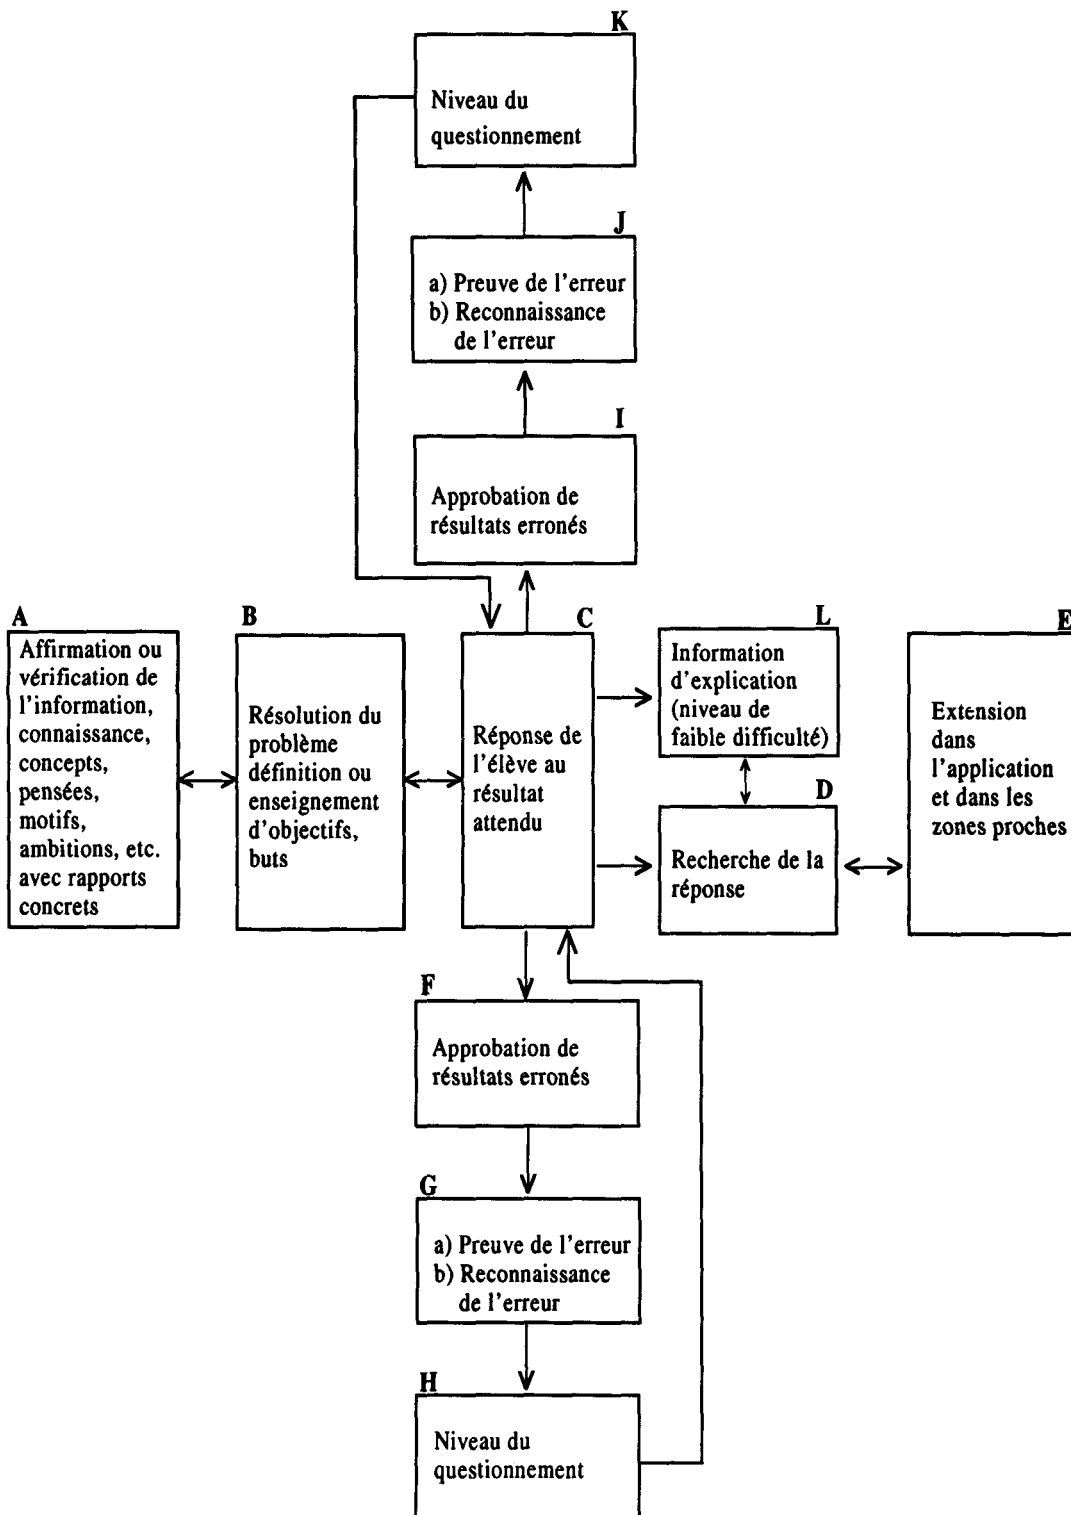 K
Niveau du
questionnement
J
a) Preuve de l'erreur
b) Reconnaissance
de l'erreur
I
Approbation de
résultats erronés
A
Affirmation ou
vérification de
l'information,
connaissance,
concepts,
pensées,
motifs,
ambitions, etc.
avec rapports
concrets
B
Résolution du
problème
définition ou
enseignement
d'objectifs,
buts
C
Réponse de
l'élève au
résultat
attendu
L
Information
d'explication
(niveau de
faible difficulté)
D
Recherche de la
réponse
E
Extension
dans
l'application
et dans les
zones proches
F
Approbation de
résultats erronés
G
a) Preuve de l'erreur
b) Reconnaissance
de l'erreur
H
Niveau du
questionnement